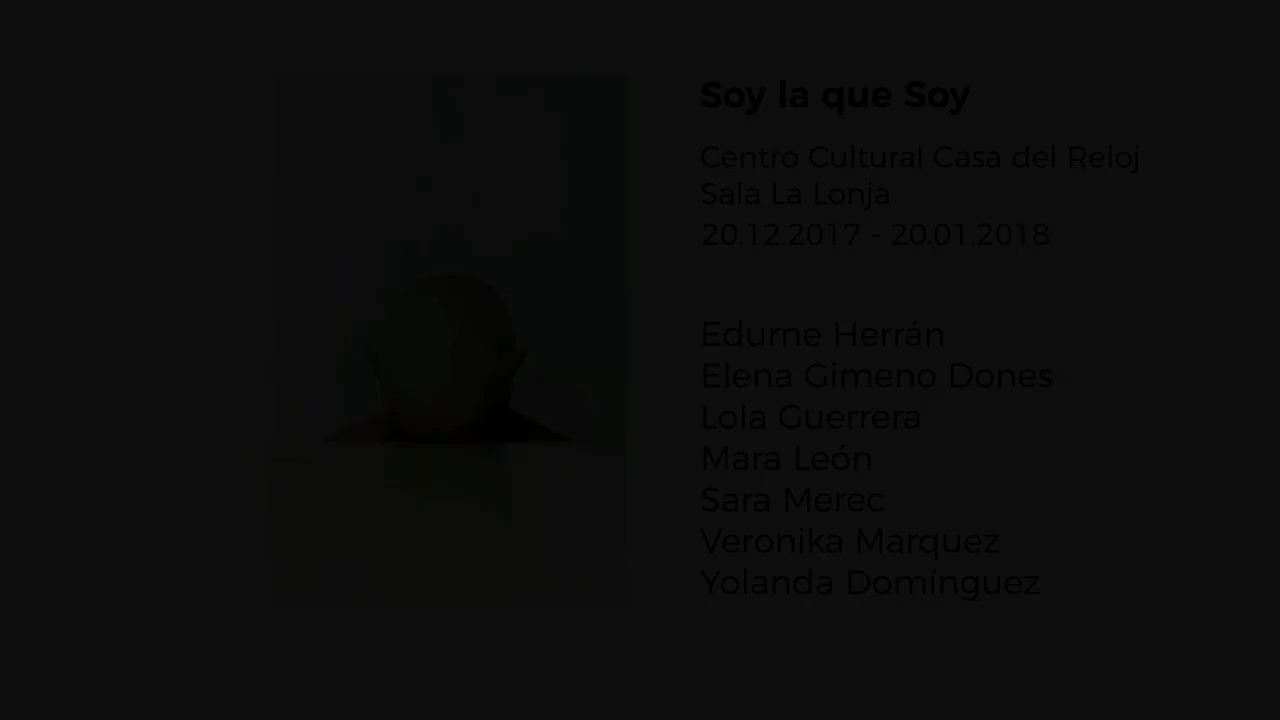 Soy la que Soy
Centro Cultural Casa del Reloj
Sala La Lonja
20.12.2017 - 20.01.2018
Edurne Herrán
Elena Gimeno Dones
Lola Guerrera
Mara León
Sara Merec
Veronika Marquez
Yolanda Domínguez